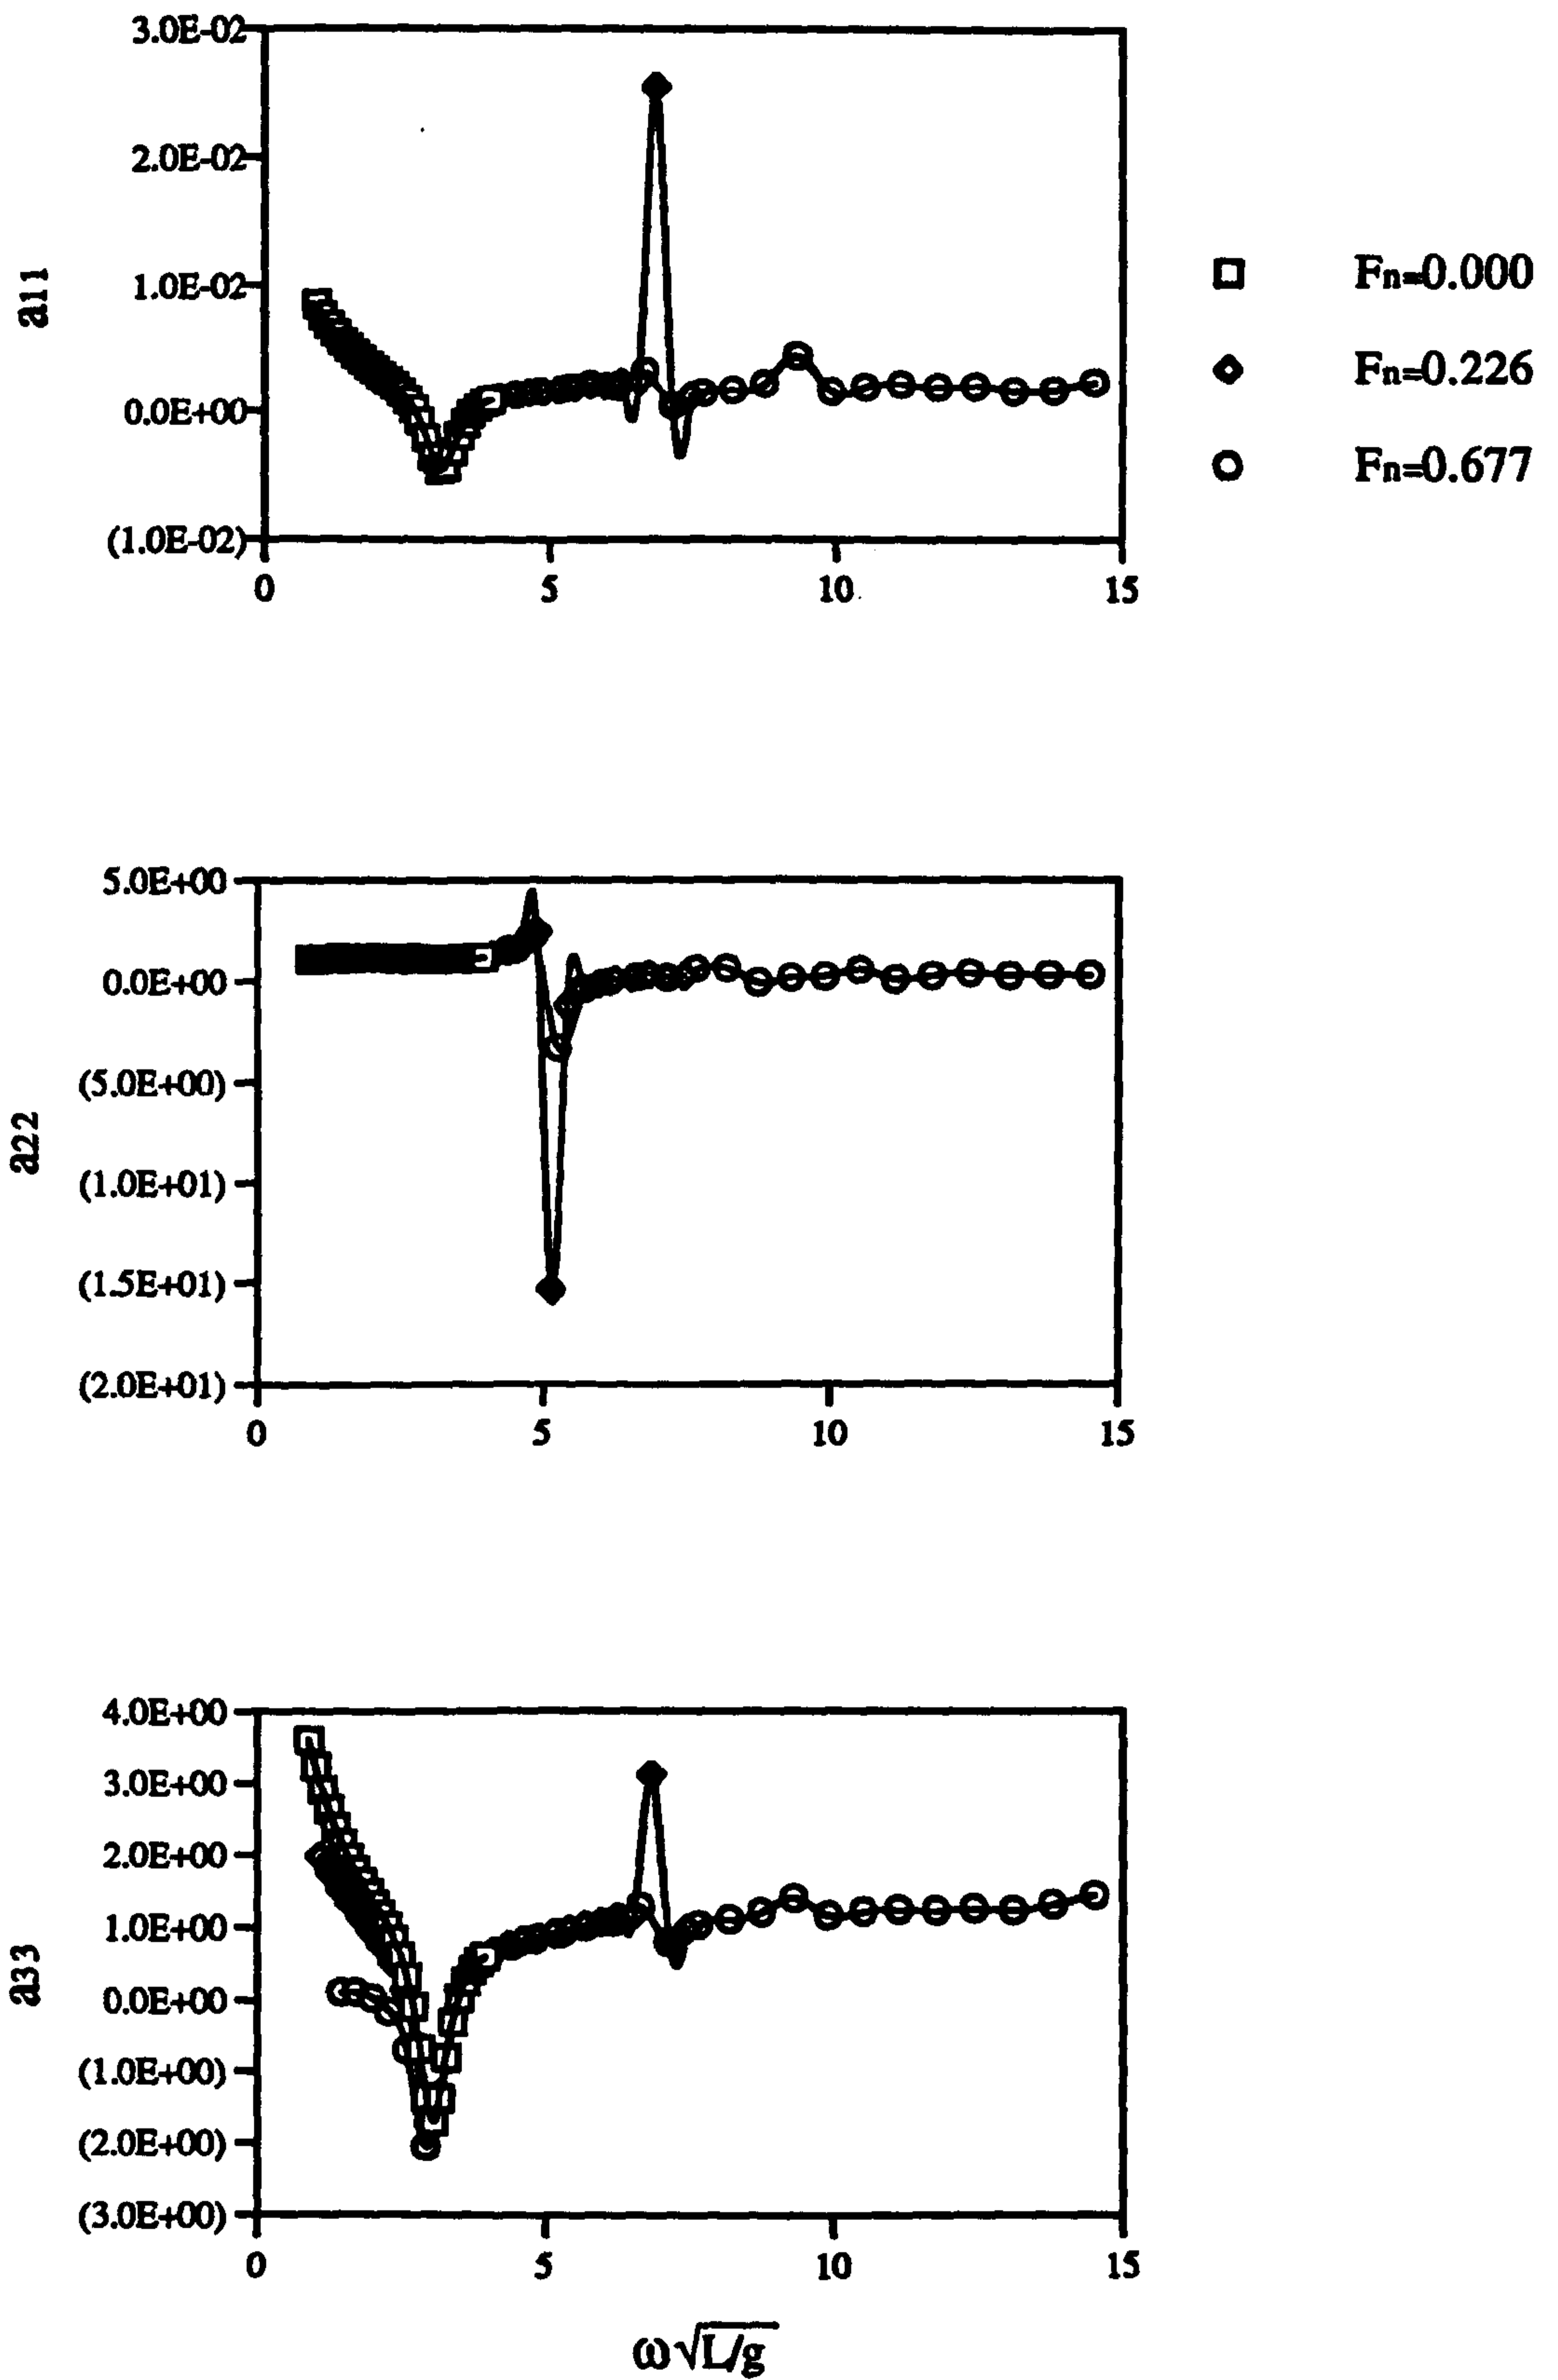 3.0E-02
2.0E-02
1.0E-02
0.0E+00
(1.0E-02)
a11
0 5 10 15
Fn=0.000
Fn=0.226
Fn=0.677
5.0E+00
0.0E+00
(5.0E+00)
(1.0E+01)
(1.5E+01)
(2.0E+01)
a22
0 5 10 15
4.0E+00
3.0E+00
2.0E+00
1.0E+00
0.0E+00
(1.0E+00)
(2.0E+00)
(3.0E+00)
a33
0 5 10 15
ω√L/g